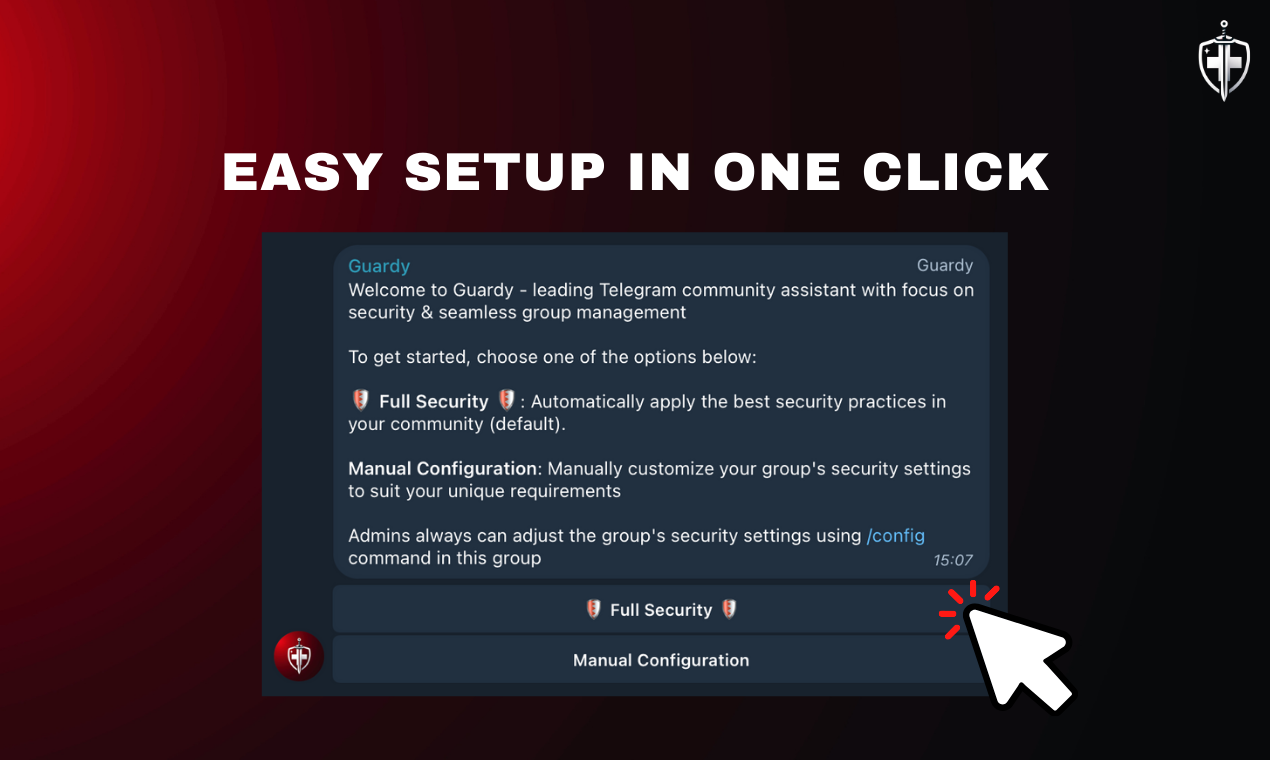 EASY SETUP IN ONE CLICK
Guardy Guardy
Welcome to Guardy - leading Telegram community assistant with focus on
security & seamless group management
To get started, choose one of the options below:
Full Security : Automatically apply the best security practices in
your community (default).
Manual Configuration: Manually customize your group's security settings
to suit your unique requirements
Admins always can adjust the group's security settings using /config
command in this group
15:07
Full Security
Manual Configuration